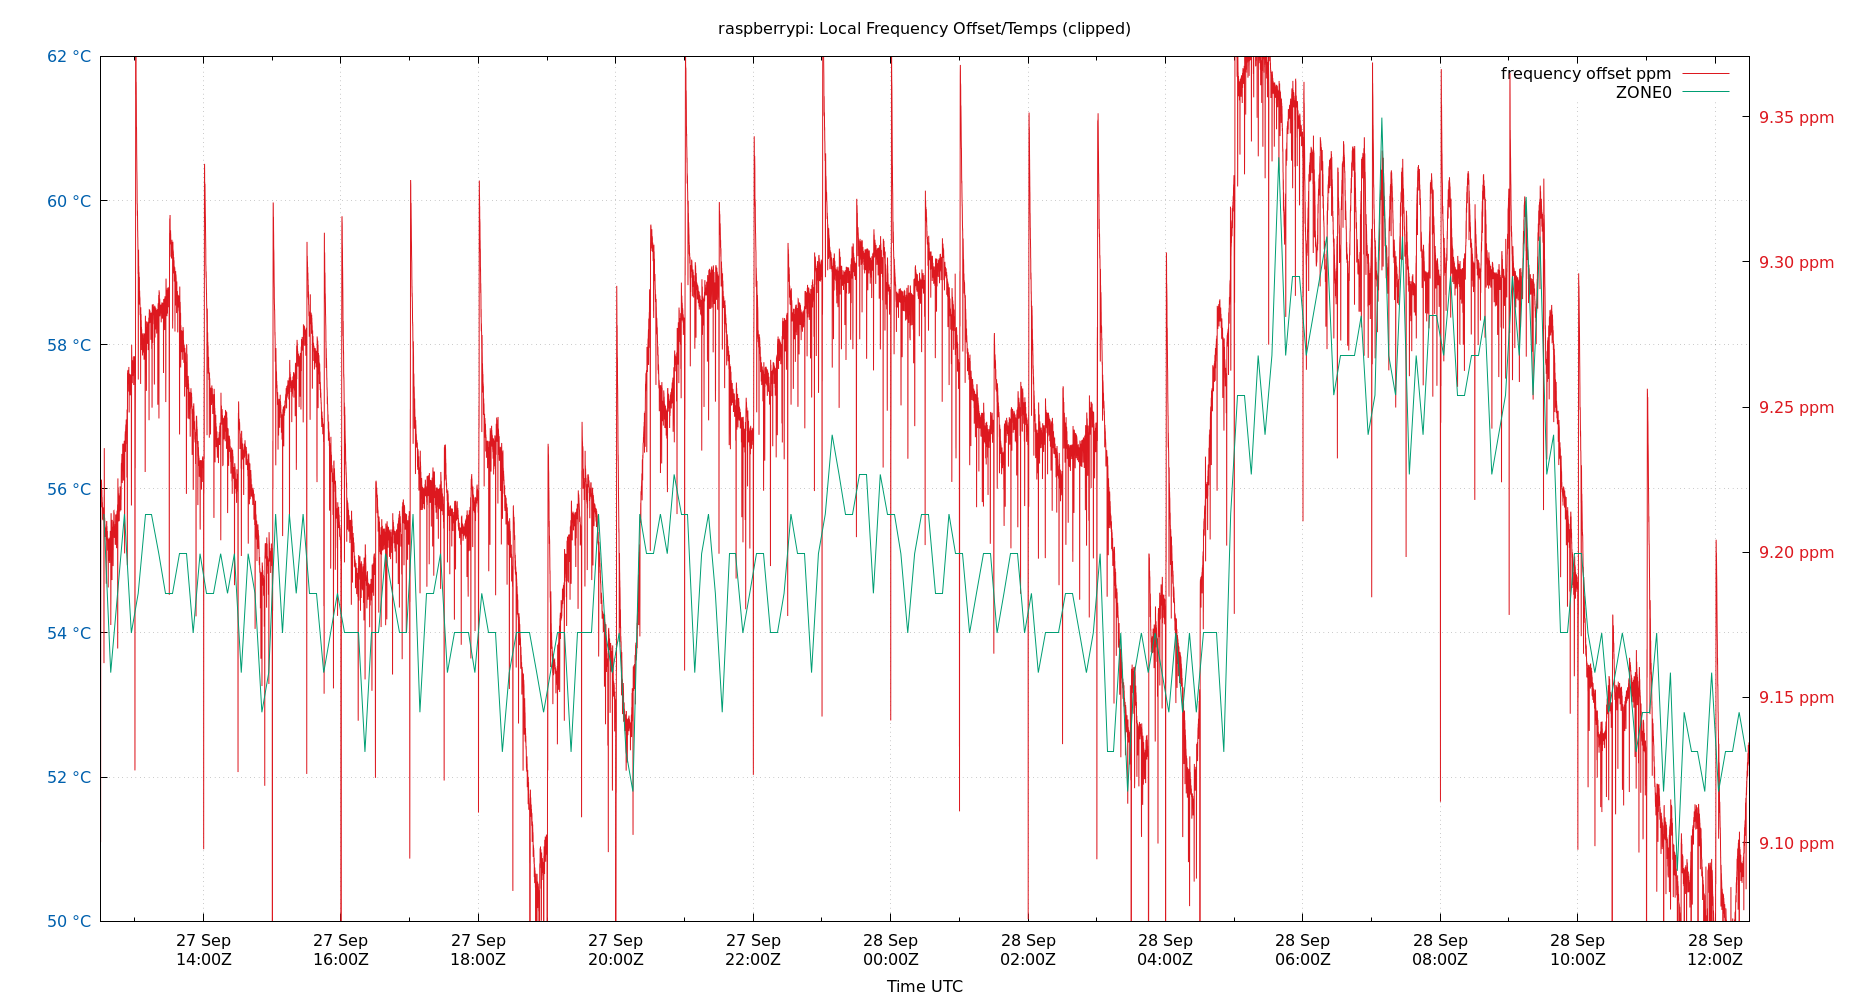 raspberrypi: Local Frequency Offset/Temps (clipped)
frequency offset ppm
ZONE0
62 °C
60 °C
58 °C
56 °C
54 °C
52 °C
50 °C
9.35 ppm
9.30 ppm
9.25 ppm
9.20 ppm
9.15 ppm
9.10 ppm
27 Sep
14:00Z
27 Sep
16:00Z
27 Sep
18:00Z
27 Sep
20:00Z
27 Sep
22:00Z
28 Sep
00:00Z
28 Sep
02:00Z
28 Sep
04:00Z
28 Sep
06:00Z
28 Sep
08:00Z
28 Sep
10:00Z
28 Sep
12:00Z
Time UTC